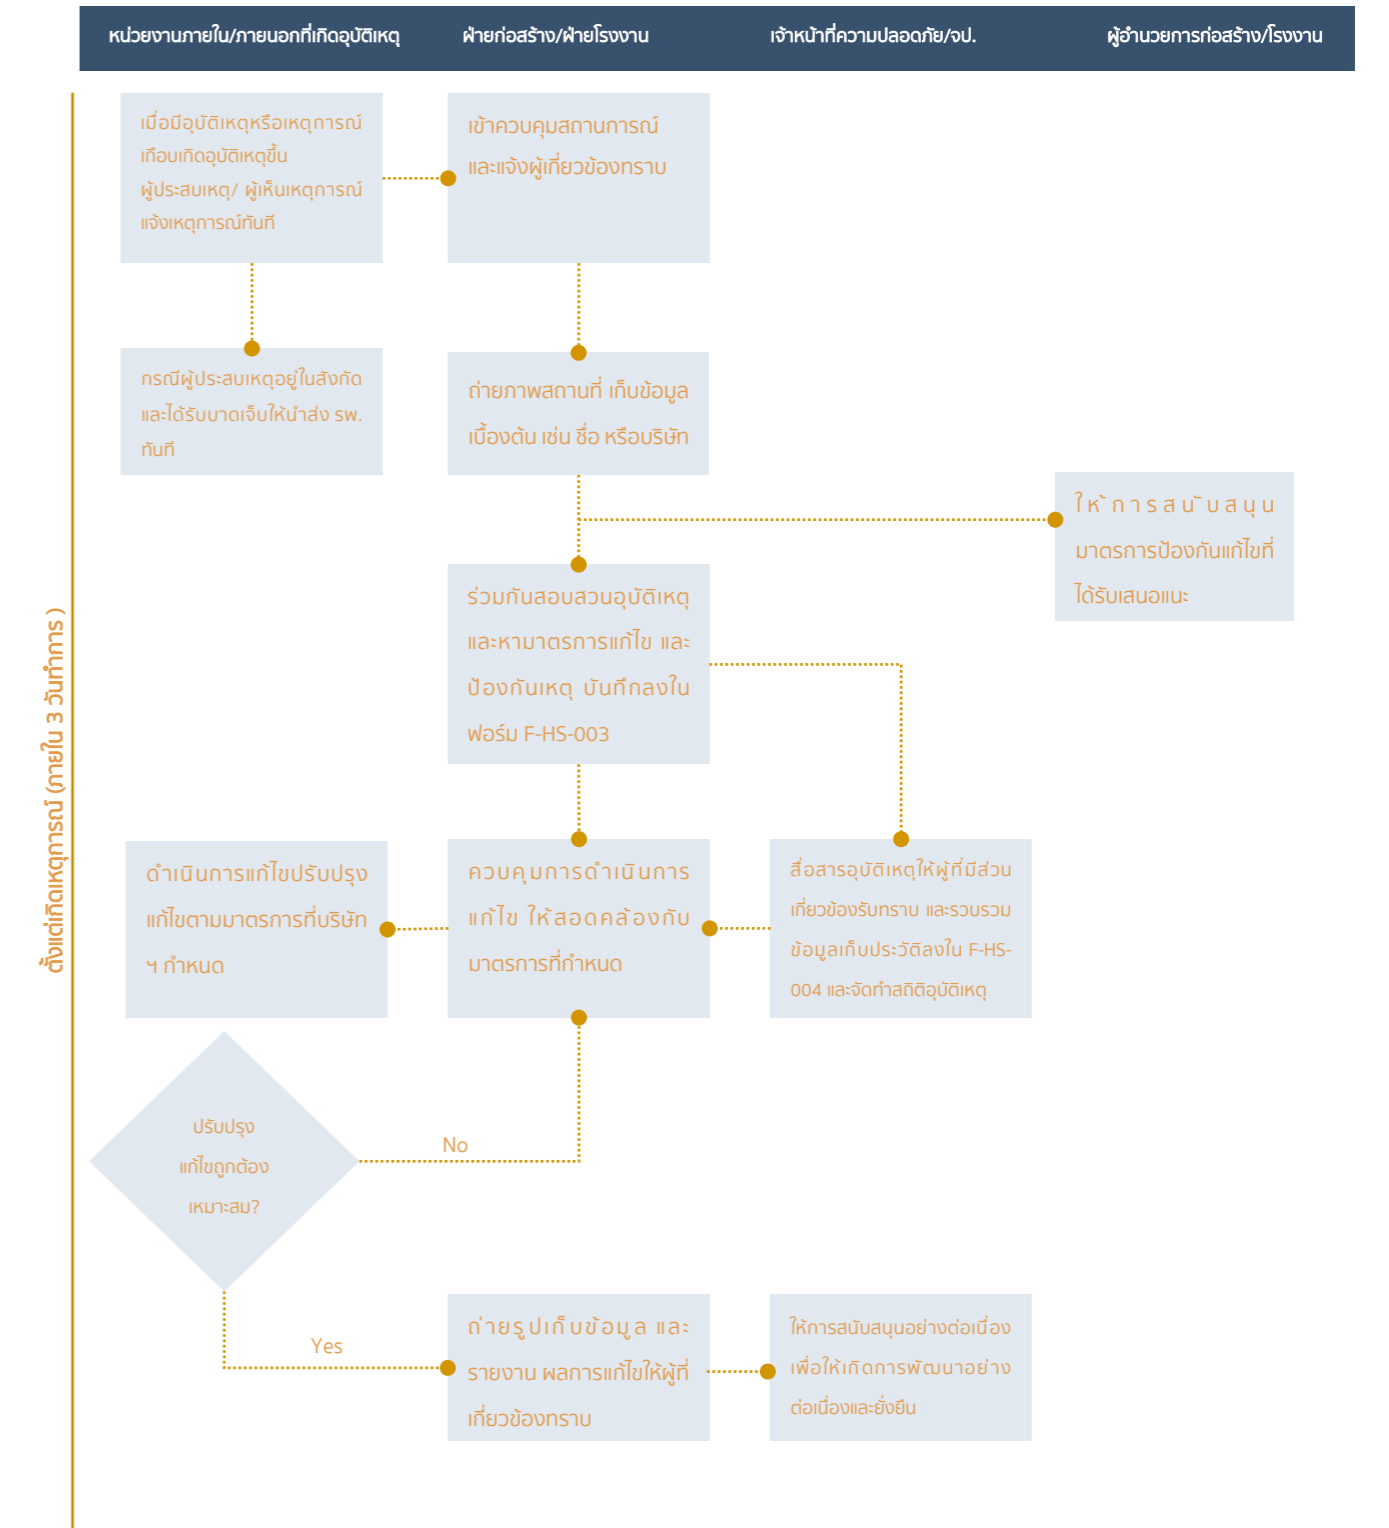 หน่วยงานภายใน/ภายนอกที่เกิดอุบัติเหตุ
ฝ่ายก่อสร้าง/ฝ่ายโรงงาน
เจ้าหน้าที่ความปลอดภัย/จป.
ผู้อำนวยการก่อสร้าง/โรงงาน
ตั้งแต่เกิดเหตุการณ์ (ภายใน 3 วันทำการ )
เมื่อมีอุบัติเหตุหรือเหตุการณ์
เกือบเกิดอุบัติเหตุขึ้น
ผู้ประสบเหตุ/ ผู้เห็นเหตุการณ์
แจ้งเหตุการณ์ทันที
เข้าควบคุมสถานการณ์
และแจ้งผู้เกี่ยวข้องทราบ
กรณีผู้ประสบเหตุอยู่ในสังกัด
และได้รับบาดเจ็บให้นำส่ง รพ.
ทันที
ถ่ายภาพสถานที่ เก็บข้อมูล
เบื้องต้น เช่น ชื่อ หรือบริษัท
ให้การสนับสนุน
มาตรการป้องกันแก้ไขที่
ได้รับเสนอแนะ
ร่วมกันสอบสวนอุบัติเหตุ
และหามาตรการแก้ไข และ
ป้องกันเหตุ บันทึกลงใน
ฟอร์ม F-HS-003
ดำเนินการแก้ไขปรับปรุง
แก้ไขตามมาตรการที่บริษัท
ฯ กำหนด
ควบคุมการดำเนินการ
แก้ไข ให้สอดคล้องกับ
มาตรการที่กำหนด
สื่อสารอุบัติเหตุให้ผู้ที่มีส่วน
เกี่ยวข้องรับทราบ และรวบรวม
ข้อมูลเก็บประวัติลงใน F-HS-
004 และจัดทำสถิติอุบัติเหตุ
ปรับปรุง
แก้ไขถูกต้อง
เหมาะสม?
No
Yes
ถ่ายรูปเก็บข้อมูล และ
รายงาน ผลการแก้ไขให้ผู้ที่
เกี่ยวข้องทราบ
ให้การสนับสนุนอย่างต่อเนื่อง
เพื่อให้เกิดการพัฒนาอย่าง
ต่อเนื่องและยั่งยืน